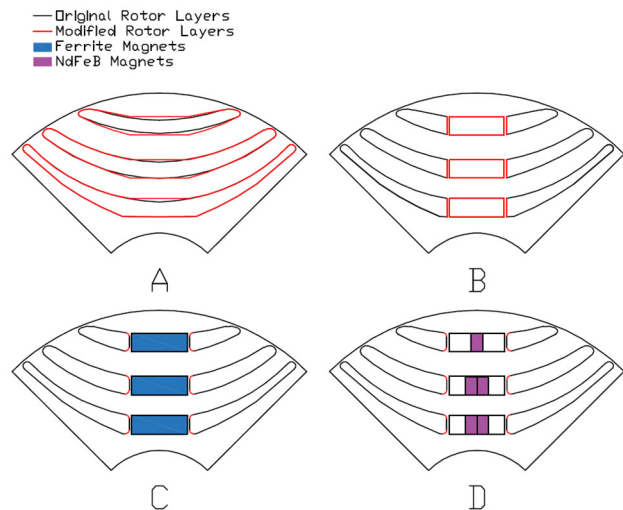 Original Rotor Layers
Modified Rotor Layers
Ferrite Magnets
NdFeB Magnets
A
B
C
D